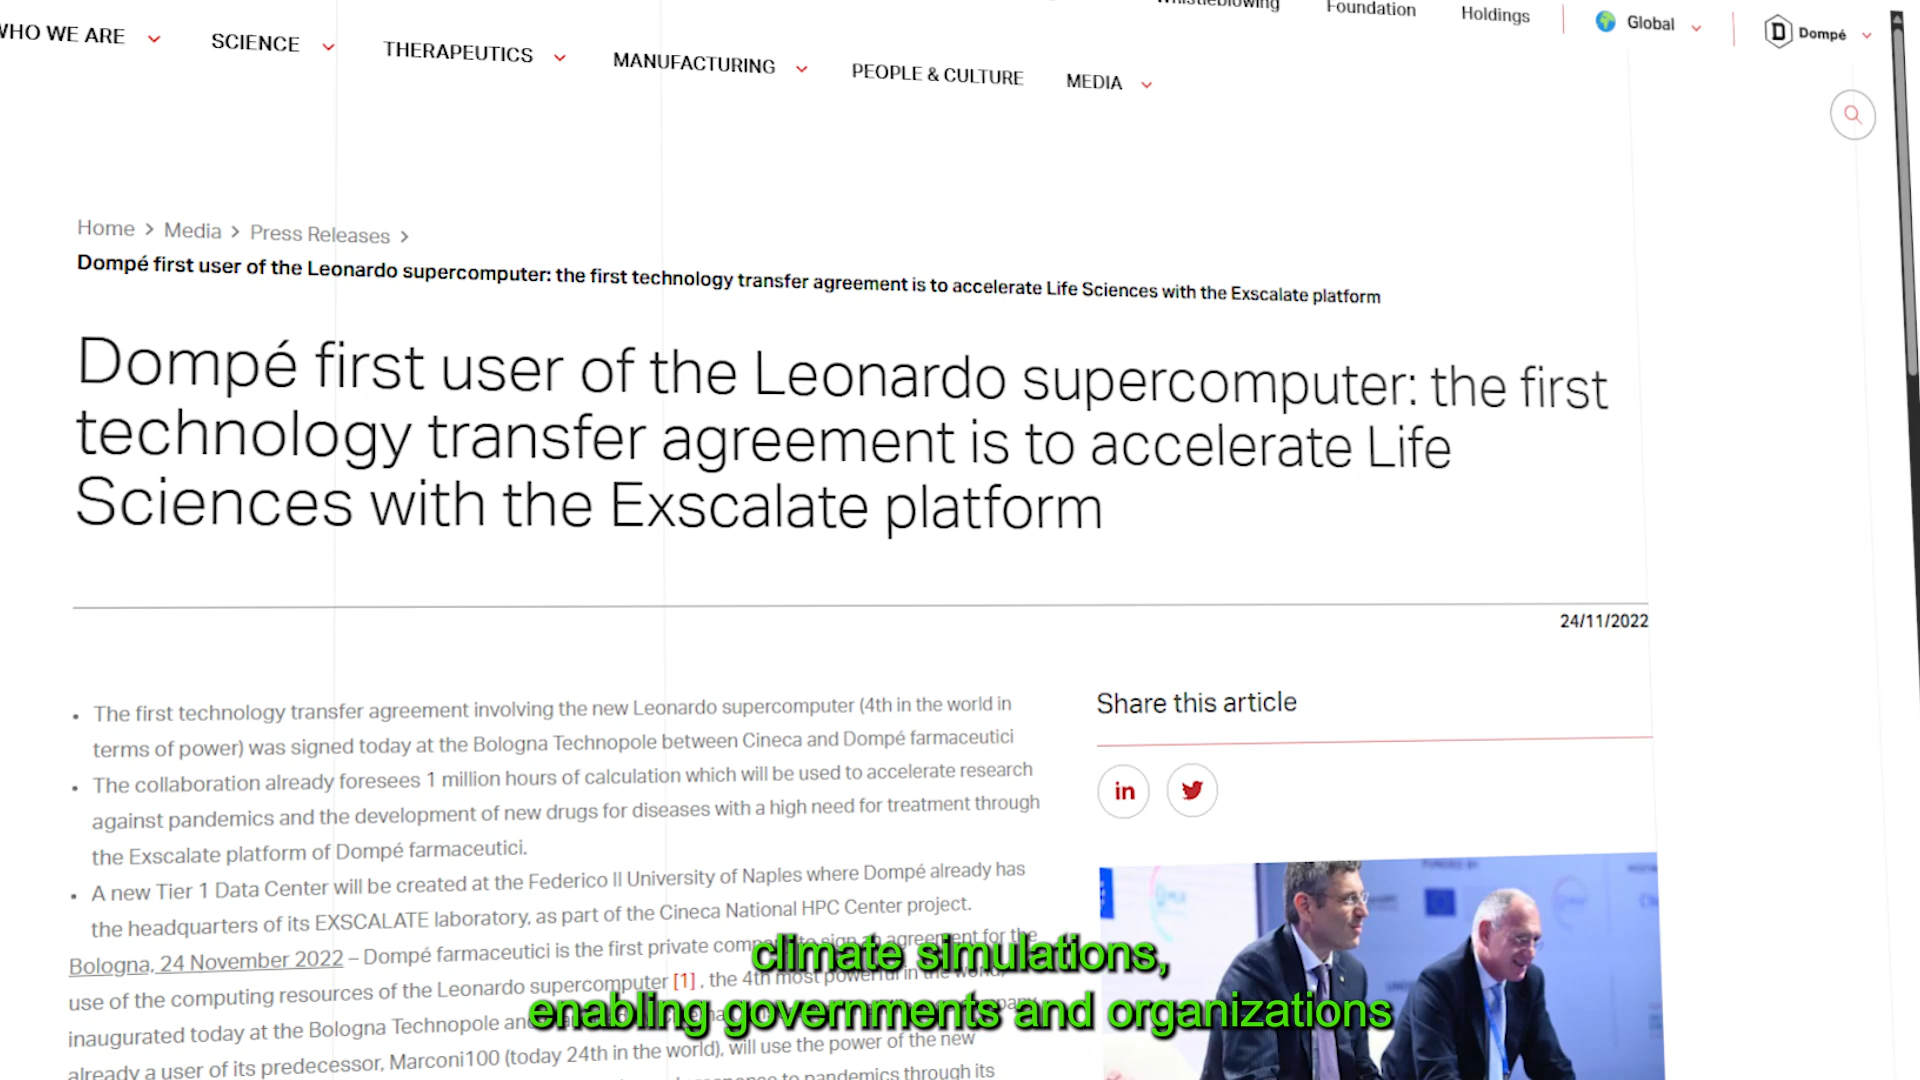 WHO WE ARE
SCIENCE
THERAPEUTICS
MANUFACTURING
PEOPLE & CULTURE
MEDIA
Whistleblowing
Foundation
Holdings
Global
Dompé
Home > Media > Press Releases >
Dompé first user of the Leonardo supercomputer: the first technology transfer agreement is to accelerate Life Sciences with the Exscalate platform
Dompé first user of the Leonardo supercomputer: the first
technology transfer agreement is to accelerate Life
Sciences with the Exscalate platform
24/11/2022
• The first technology transfer agreement involving the new Leonardo supercomputer (4th in the world in
terms of power) was signed today at the Bologna Technopole between Cineca and Dompé farmaceutici
• The collaboration already foresees 1 million hours of calculation which will be used to accelerate research
against pandemics and the development of new drugs for diseases with a high need for treatment through
the Exscalate platform of Dompé farmaceutici.
• A new Tier 1 Data Center will be created at the Federico II University of Naples where Dompé already has
the headquarters of its EXSCALATE laboratory, as part of the Cineca National HPC Center project.
Bologna, 24 November 2022 – Dompé farmaceutici is the first private company to sign an agreement for the
use of the computing resources of the Leonardo supercomputer [1] , the 4th most powerful in the world,
inaugurated today at the Bologna Technopole
already a user of its predecessor, Marconi100 (today 24th in the world), will use the power of the new
to pandemics through its
Share this article
in
climate simulations,
enabling governments and organizations